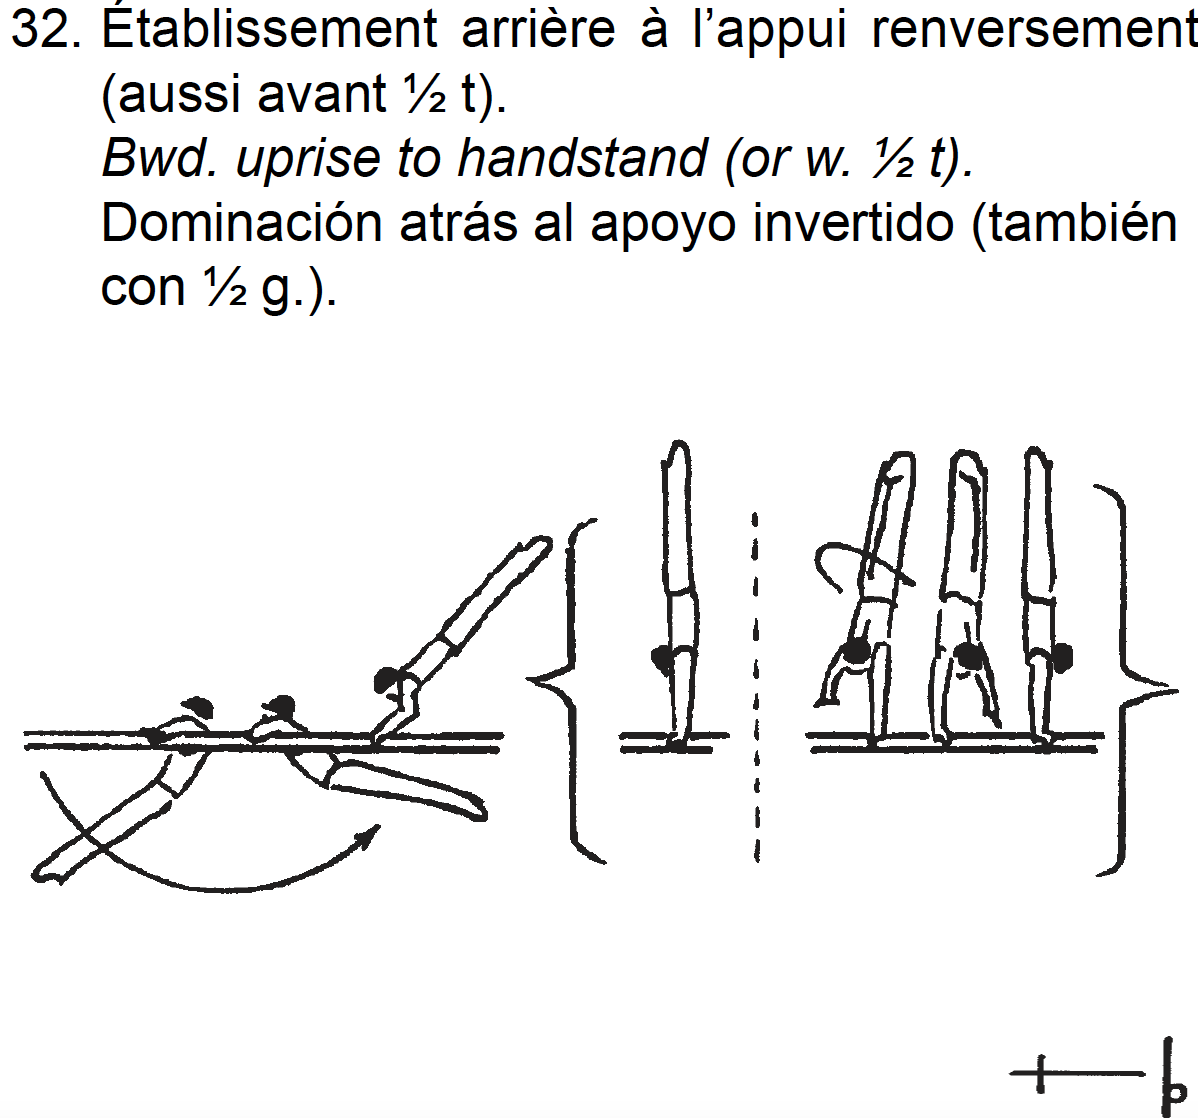 32. Établissement arrière à l’appui renversement
(aussi avant ½ t).
Bwd. uprise to handstand (or w. ½ t).
Dominación atrás al apoyo invertido (también
con ½ g.).